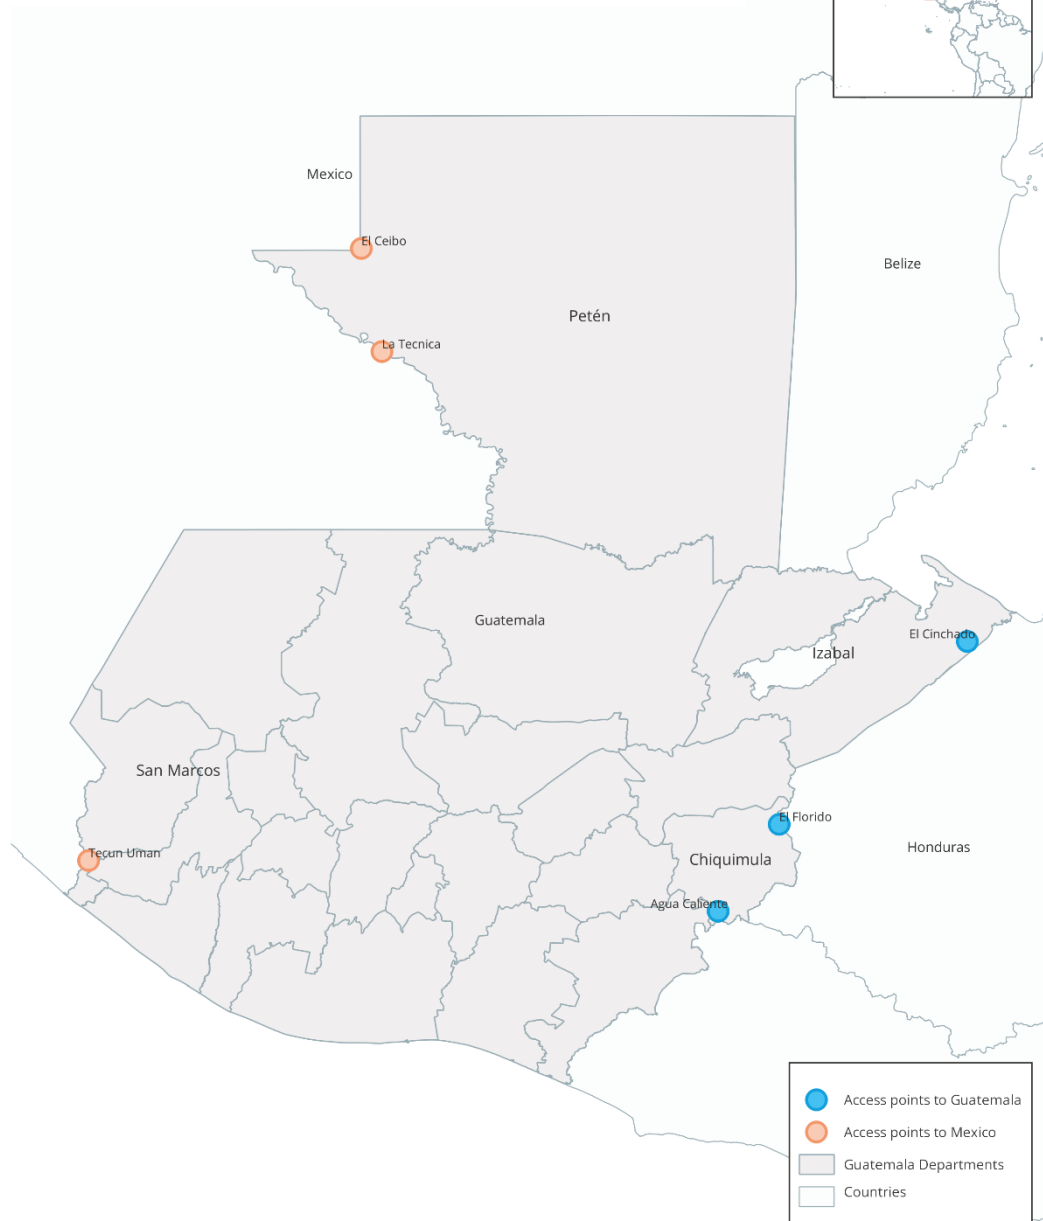 Mexico
El Ceibo
Belize
Petén
La Tecnica
Guatemala
El Cinchado
Izabal
San Marcos
El Florido
Tecun Uman
Chiquimula
Honduras
Agua Caliente
Access points to Guatemala
Access points to Mexico
Guatemala Departments
Countries